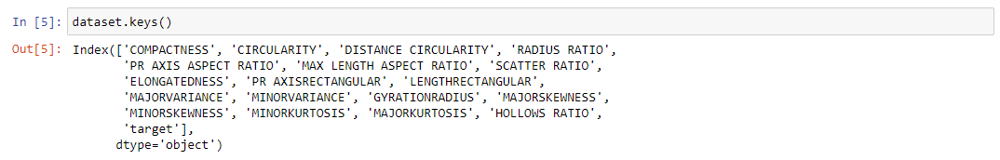 In [5]: dataset.keys()
Out[5]: Index(['COMPACTNESS', 'CIRCULARITY', 'DISTANCE CIRCULARITY', 'RADIUS RATIO',
'PR AXIS ASPECT RATIO', 'MAX LENGTH ASPECT RATIO', 'SCATTER RATIO',
'ELONGATEDNESS', 'PR AXISRECTANGULAR', 'LENGTHRECTANGULAR',
'MAJORVARIANCE', 'MINORVARIANCE', 'GYRATIONRADIUS', 'MAJORSKEWNESS',
'MINORSKEWNESS', 'MINORKURTOSIS', 'MAJORKURTOSIS', 'HOLLOWS RATIO',
'target'],
dtype='object')